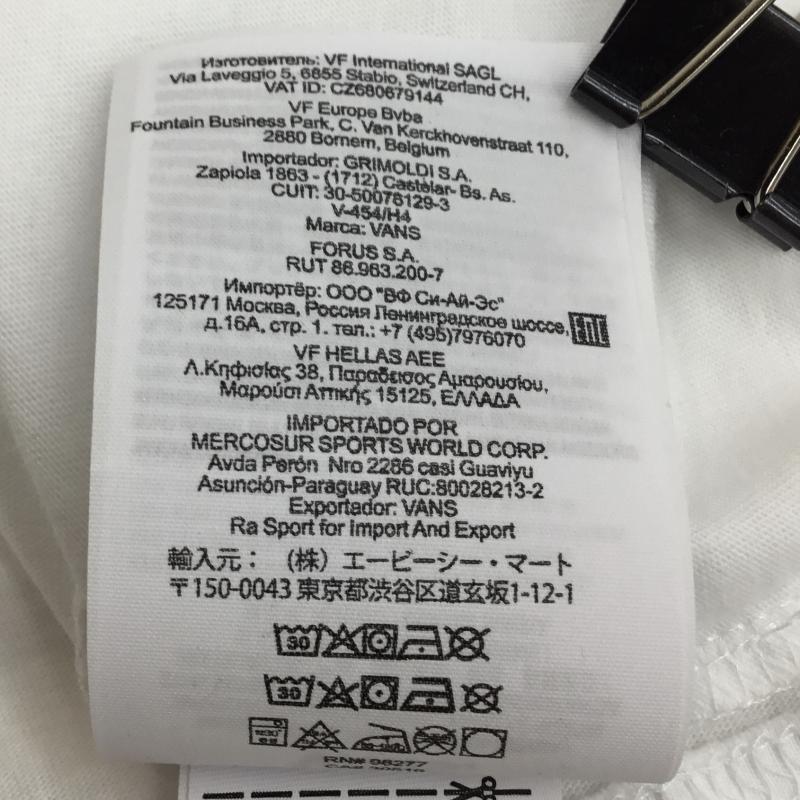 Изготовитель: VF International SAGL
Via Laveggio 5, 6855 Stabio, Switzerland CH,
VAT ID: CZ680679144
VF Europe Bvba
Fountain Business Park, C. Van Kerckhovenstraat 110,
2880 Bornem, Belgium
Importador: GRIMOLDI S.A.
Zapiola 1863 - (1712) Castelar- Bs. As.
CUIT: 30-50078129-3
V-454/H4
Marca: VANS
FORUS S.A.
RUT 86.963.200-7
Импортёр: ООО "ВФ Си-Ай-Эс"
125171 Москва, Россия Ленинградское шоссе, EAC
д.16А, стр. 1. тел.: +7 (495)7976070
VF HELLAS AEE
Λ.Κηφισίας 38, Παραδεισος Αμαρουσίου,
Μαρούσι Αττικής 15125, ΕΛΛΑΔΑ
IMPORTADO POR
MERCOSUR SPORTS WORLD CORP.
Avda Perón Nro 2286 casi Guaviyu
Asunción-Paraguay RUC:80028213-2
Exportador: VANS
Ra Sport for Import And Export
輸入元： （株）エービーシー・マート
〒150-0043 東京都渋谷区道玄坂1-12-1
30
30
RN# 98277